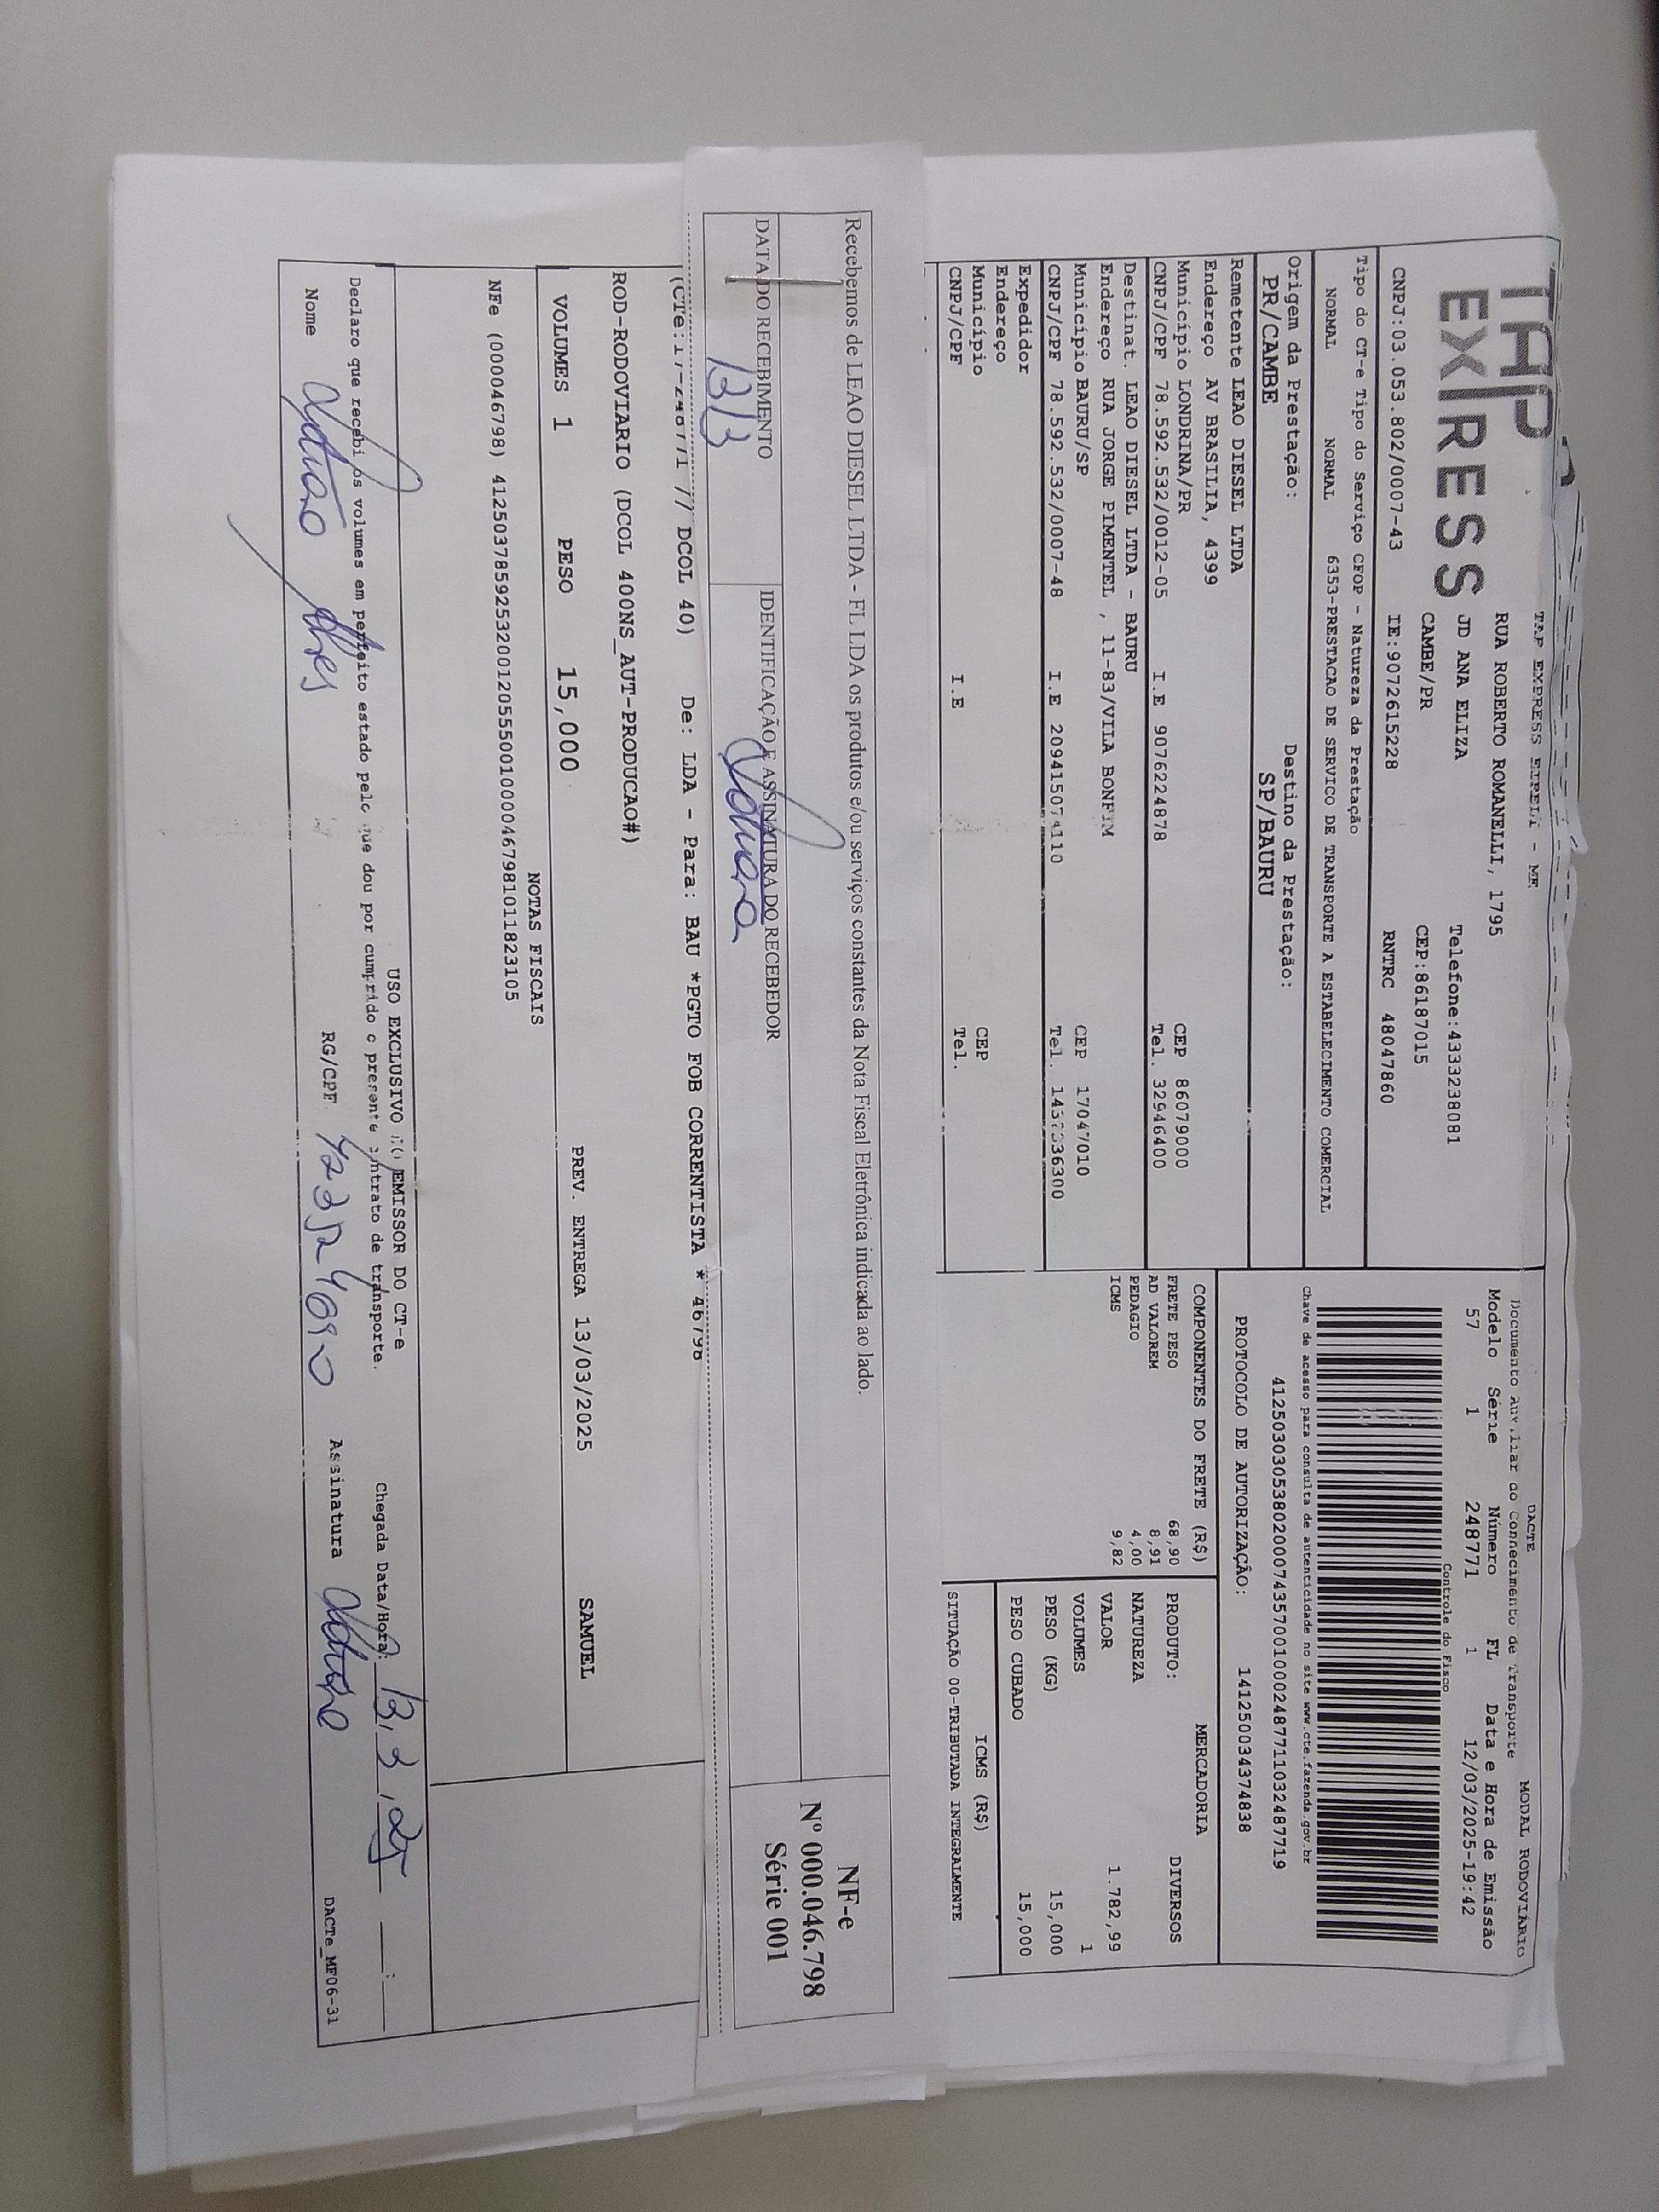 TAP
EXPRESS
TAP EXPRESS EIRELI - ME
RUA ROBERTO ROMANELLI, 1795
JD ANA ELIZA Telefone:4333238081
CAMBE/PR CEP:86187015
CNPJ:03.053.802/0007-43 IE:9072615228 RNTRC 48047860
DACTE MODAL RODOVIÁRIO
Documento Auxiliar do Conhecimento de Transporte
Modelo Série Número FL Data e Hora de Emissão
57 1 248771 1 12/03/2025-19:42
Controle do Fisco
Tipo do CT-e Tipo do Serviço CFOP - Natureza da Prestação
NORMAL NORMAL 6353-PRESTACAO DE SERVICO DE TRANSPORTE A ESTABELECIMENTO COMERCIAL
Chave de acesso para consulta de autenticidade no site www.cte.fazenda.gov.br
41250303053802000743570010002487711032487719
Origem da Prestação: Destino da Prestação:
PR/CAMBE SP/BAURU
PROTOCOLO DE AUTORIZAÇÃO: 141250034374838
Remetente LEAO DIESEL LTDA
Endereço AV BRASILIA, 4399
Município LONDRINA/PR CEP 86079000
CNPJ/CPF 78.592.532/0012-05 I.E 9076224878 Tel. 32946400
Destinat. LEAO DIESEL LTDA - BAURU
Endereço RUA JORGE PIMENTEL , 11-83/VILA BONFIM
Município BAURU/SP CEP 17047010
CNPJ/CPF 78.592.532/0007-48 I.E 209415074110 Tel.
Expedidor
Endereço
Município CEP
CNPJ/CPF I.E Tel.
COMPONENTES DO FRETE (R$)
FRETE PESO 68,90
AD VALOREM 8,91
PEDAGIO 4,00
ICMS 9,82
MERCADORIA
PRODUTO: DIVERSOS
NATUREZA
VALOR 1.782,99
VOLUMES 1
PESO (KG) 15,000
PESO CUBADO 15,000
ICMS (R$)
SITUAÇÃO 00-TRIBUTADA INTEGRALMENTE
Recebemos de LEAO DIESEL LTDA - FL LDA os produtos e/ou serviços constantes da Nota Fiscal Eletrônica indicada ao lado.
DATA DO RECEBIMENTO IDENTIFICAÇÃO E ASSINATURA DO RECEBEDOR
13/3
NF-e
Nº 000.046.798
Série 001
(CTe:17-248771 // DCOL 40) De: LDA - Para: BAU *PGTO FOB CORRENTISTA * 46798
ROD-RODOVIARIO (DCOL 400NS_AUT-PRODUCAO#)
VOLUMES 1 PESO 15,000 PREV. ENTREGA 13/03/2025 SAMUEL
NOTAS FISCAIS
NFe (000046798) 41250378592532001205550010000467981011823105
USO EXCLUSIVO DO EMISSOR DO CT-e
Declaro que recebi os volumes em perfeito estado pelo que dou por cumprido o presente contrato de transporte. Chegada Data/Hora: 13, 3, 25 __:__
Nome RG/CPF Assinatura
DACTe_MF06-31